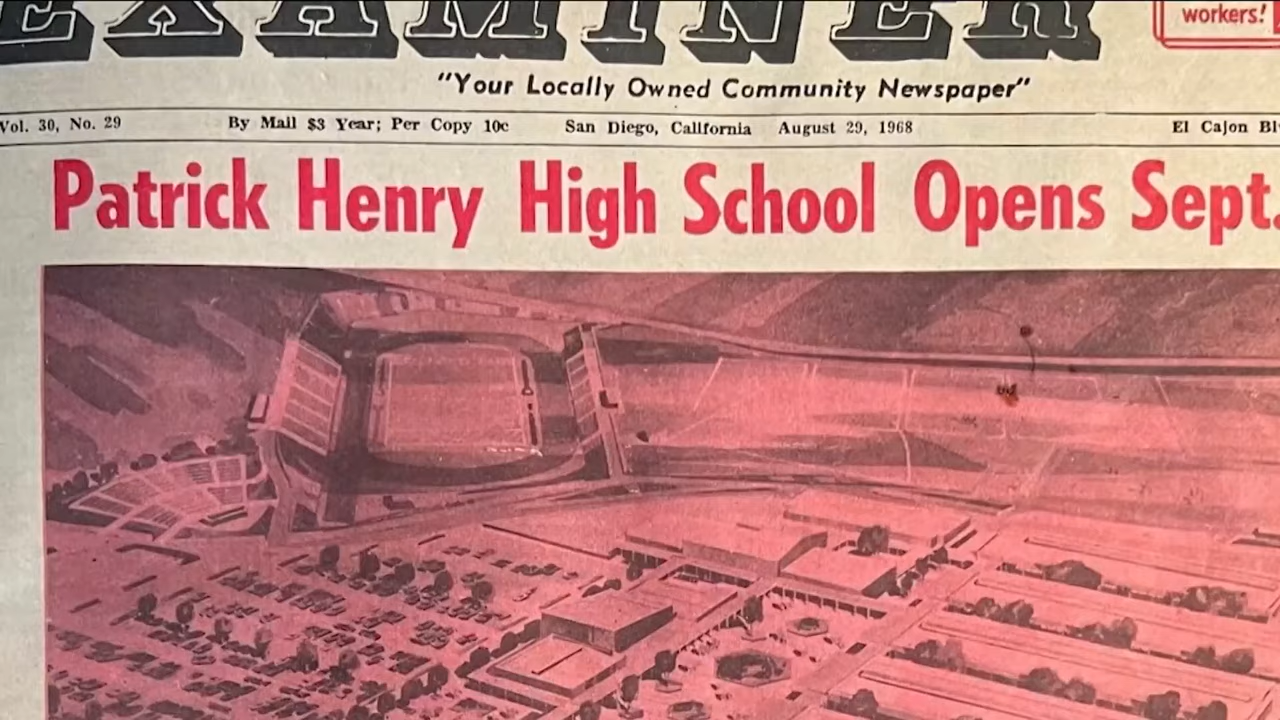 EXAMINER
workers!
"Your Locally Owned Community Newspaper"
Vol. 30, No. 29 By Mail $3 Year; Per Copy 10c San Diego, California August 29, 1968 El Cajon Bl
Patrick Henry High School Opens Sept.